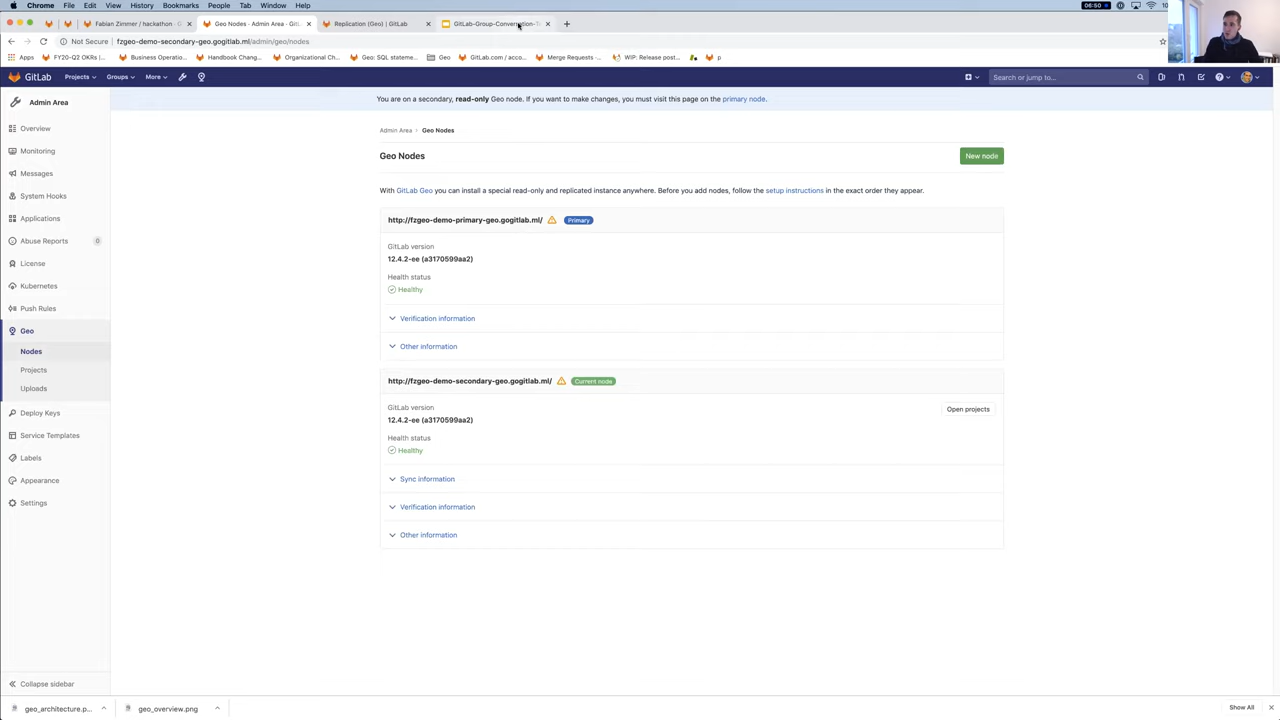 Chrome File Edit View History Bookmarks People Tab Window Help 06:50 10
Fabian Zimmer / hackathon · G Geo Nodes · Admin Area · GitL Replication (Geo) | GitLab GitLab-Group-Conversation-Te
Not Secure fzgeo-demo-secondary-geo.gogitlab.ml/admin/geo/nodes
Apps FY20-Q2 OKRs |... Business Operatio... Handbook Chang... Organizational Ch... Geo: SQL stateme... Geo GitLab.com / acco... Merge Requests ·... WIP: Release post... p
GitLab Projects Groups More Search or jump to...
Admin Area
Overview
Monitoring
Messages
System Hooks
Applications
Abuse Reports 0
License
Kubernetes
Push Rules
Geo
Nodes
Projects
Uploads
Deploy Keys
Service Templates
Labels
Appearance
Settings
Collapse sidebar
You are on a secondary, read-only Geo node. If you want to make changes, you must visit this page on the primary node.
Admin Area › Geo Nodes
Geo Nodes New node
With GitLab Geo you can install a special read-only and replicated instance anywhere. Before you add nodes, follow the setup instructions in the exact order they appear.
http://fzgeo-demo-primary-geo.gogitlab.ml/ Primary
GitLab version
12.4.2-ee (a3170599aa2)
Health status
Healthy
Verification information
Other information
http://fzgeo-demo-secondary-geo.gogitlab.ml/ Current node
GitLab version
12.4.2-ee (a3170599aa2) Open projects
Health status
Healthy
Sync information
Verification information
Other information
geo_architecture.p... geo_overview.png Show All